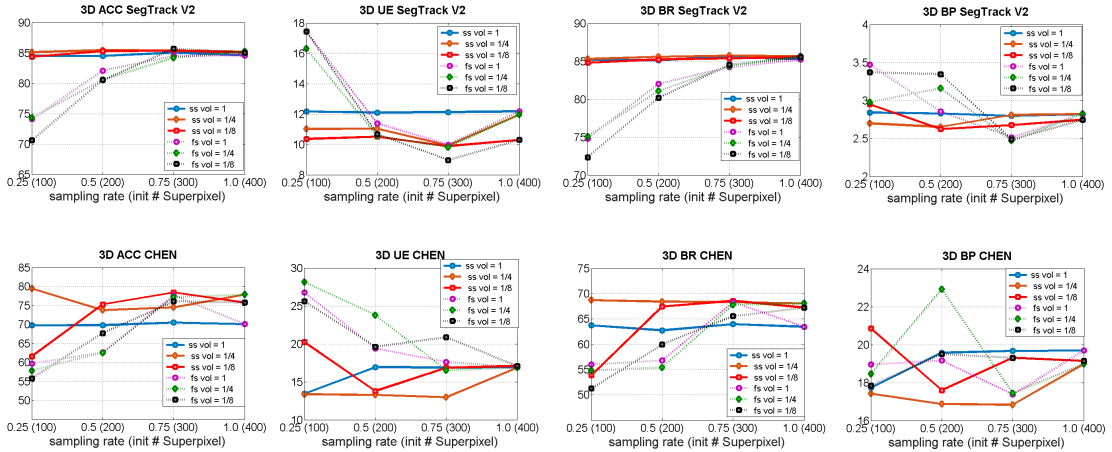 3D ACC SegTrack V2
90
85
80
75
70
65
ss vol = 1
ss vol = 1/4
ss vol = 1/8
fs vol = 1
fs vol = 1/4
fs vol = 1/8
0.25 (100) 0.5 (200) 0.75 (300) 1.0 (400)
sampling rate (init # Superpixel)
3D UE SegTrack V2
18
16
14
12
10
8
ss vol = 1
ss vol = 1/4
ss vol = 1/8
fs vol = 1
fs vol = 1/4
fs vol = 1/8
0.25 (100) 0.5 (200) 0.75 (300) 1.0 (400)
sampling rate (init # Superpixel)
3D BR SegTrack V2
90
85
80
75
70
ss vol = 1
ss vol = 1/4
ss vol = 1/8
fs vol = 1
fs vol = 1/4
fs vol = 1/8
0.25 (100) 0.5 (200) 0.75 (300) 1.0 (400)
sampling rate (init # Superpixel)
3D BP SegTrack V2
4
3.5
3
2.5
2
ss vol = 1
ss vol = 1/4
ss vol = 1/8
fs vol = 1
fs vol = 1/4
fs vol = 1/8
0.25 (100) 0.5 (200) 0.75 (300) 1.0 (400)
sampling rate (init # Superpixel)
3D ACC CHEN
85
80
75
70
65
60
55
50
45
ss vol = 1
ss vol = 1/4
ss vol = 1/8
fs vol = 1
fs vol = 1/4
fs vol = 1/8
0.25 (100) 0.5 (200) 0.75 (300) 1.0 (400)
sampling rate (init # Superpixel)
3D UE CHEN
30
25
20
15
10
ss vol = 1
ss vol = 1/4
ss vol = 1/8
fs vol = 1
fs vol = 1/4
fs vol = 1/8
0.25 (100) 0.5 (200) 0.75 (300) 1.0 (400)
sampling rate (init # Superpixel)
3D BR CHEN
75
70
65
60
55
50
ss vol = 1
ss vol = 1/4
ss vol = 1/8
fs vol = 1
fs vol = 1/4
fs vol = 1/8
0.25 (100) 0.5 (200) 0.75 (300) 1.0 (400)
sampling rate (init # Superpixel)
3D BP CHEN
24
22
20
18
16
ss vol = 1
ss vol = 1/4
ss vol = 1/8
fs vol = 1
fs vol = 1/4
fs vol = 1/8
0.25 (100) 0.5 (200) 0.75 (300) 1.0 (400)
sampling rate (init # Superpixel)